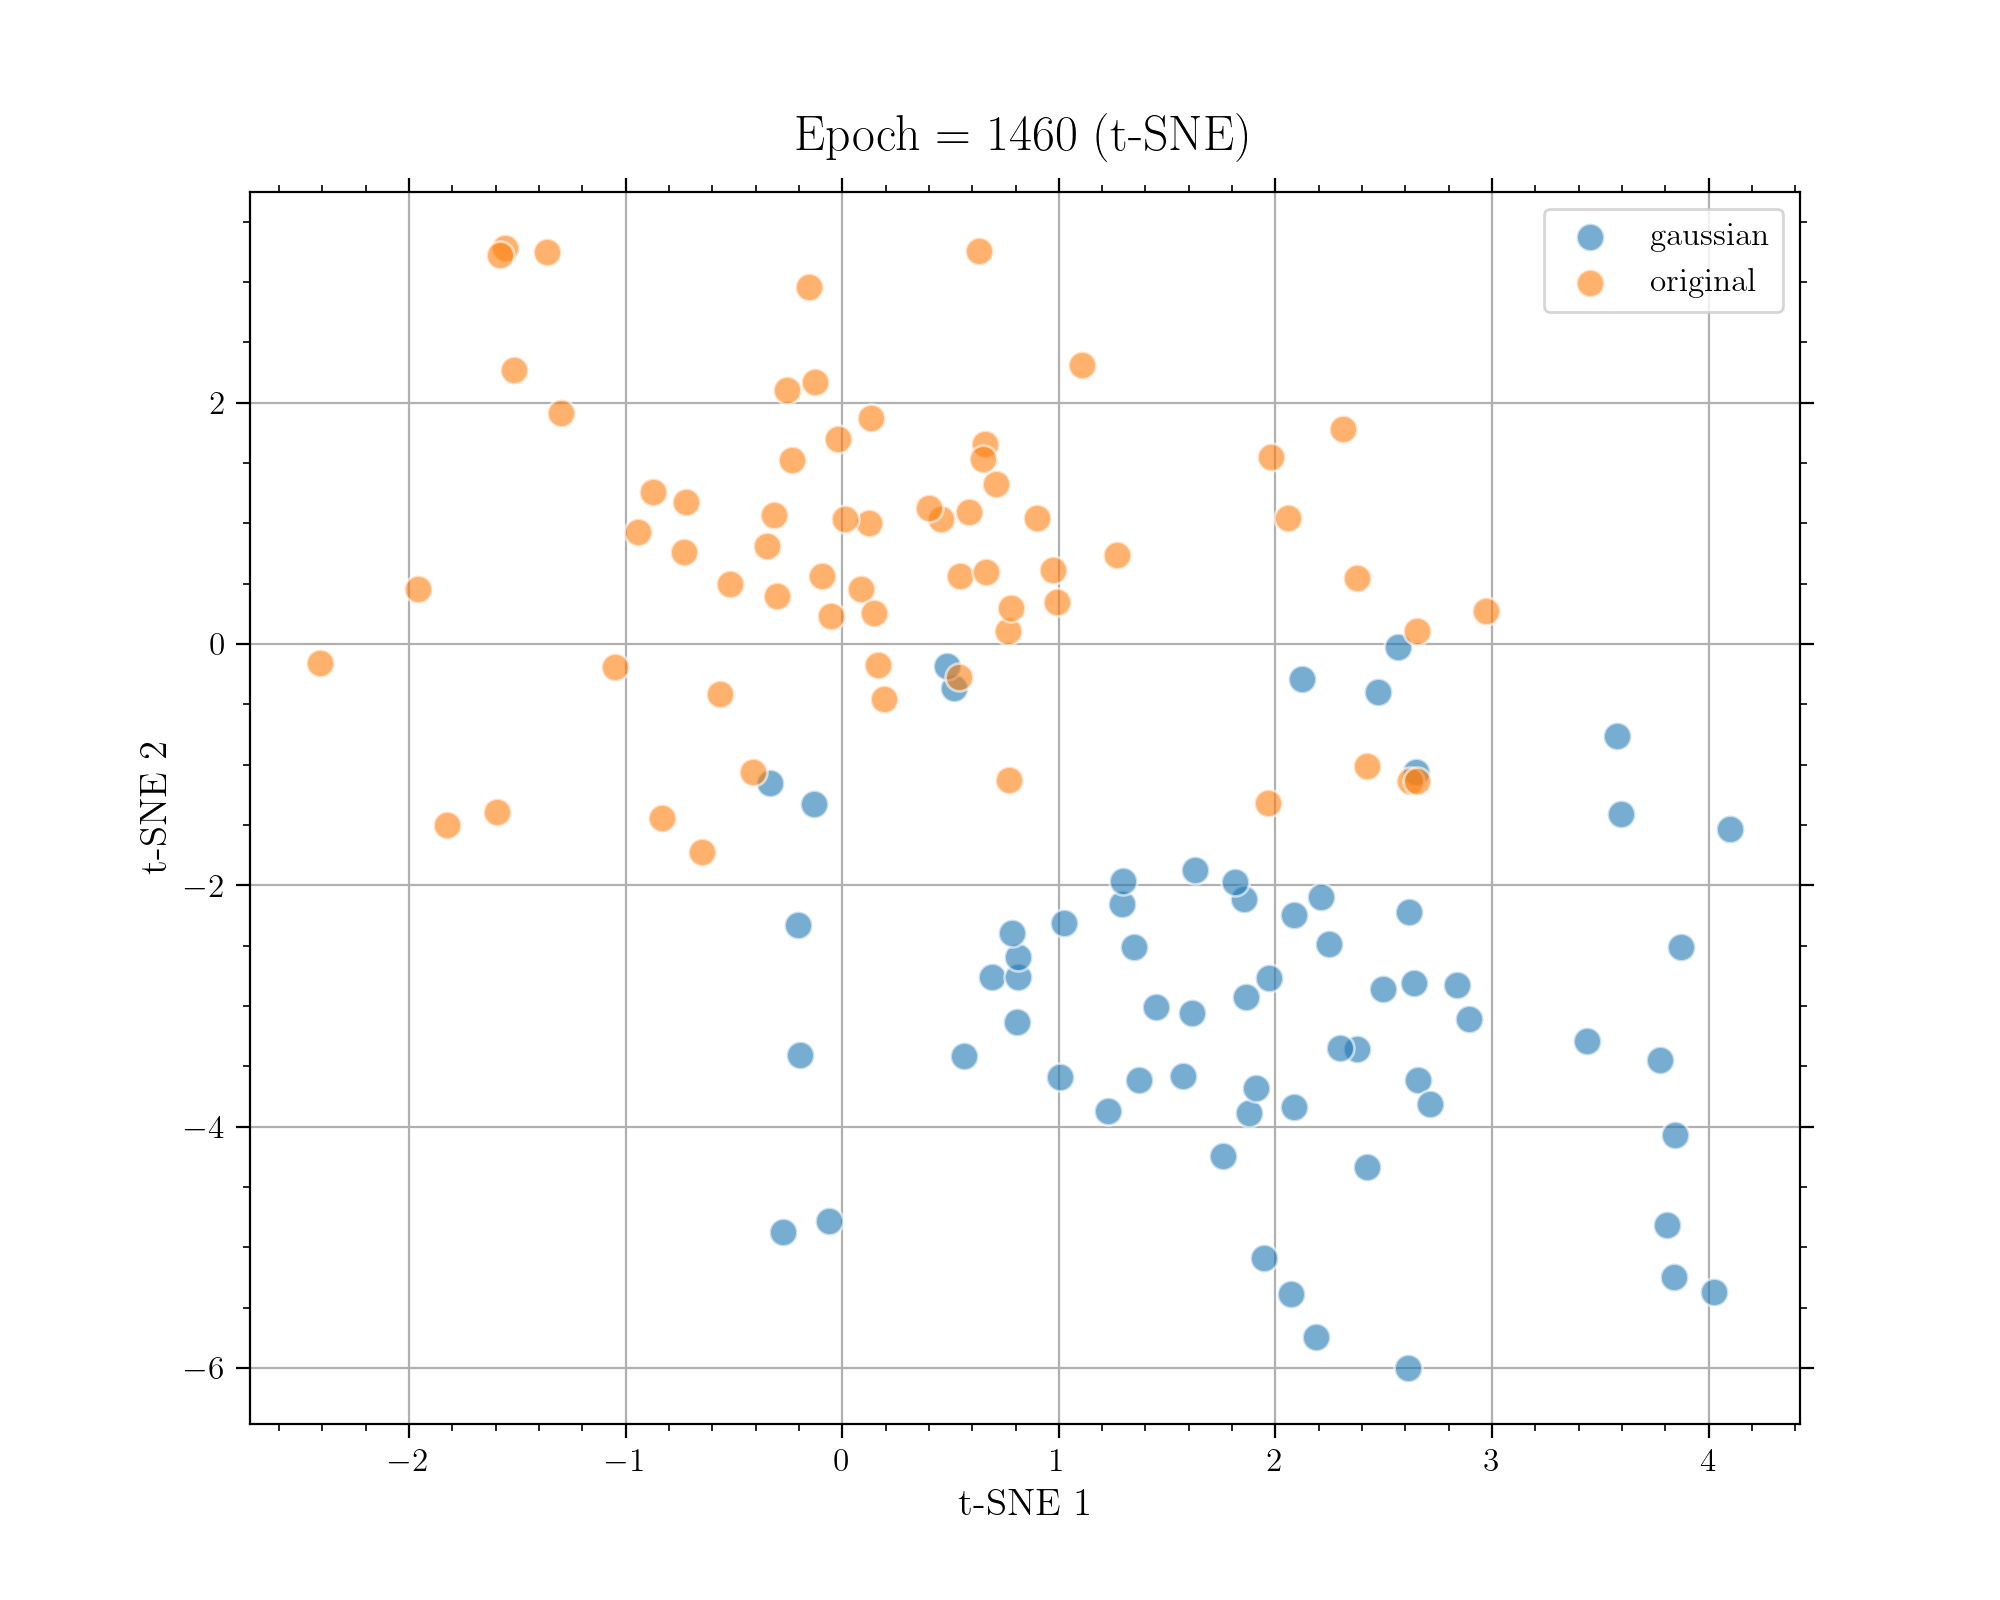 Epoch = 1460 (t-SNE)
gaussian
original
t-SNE 2
2
0
−2
−4
−6
−2 −1 0 1 2 3 4
t-SNE 1